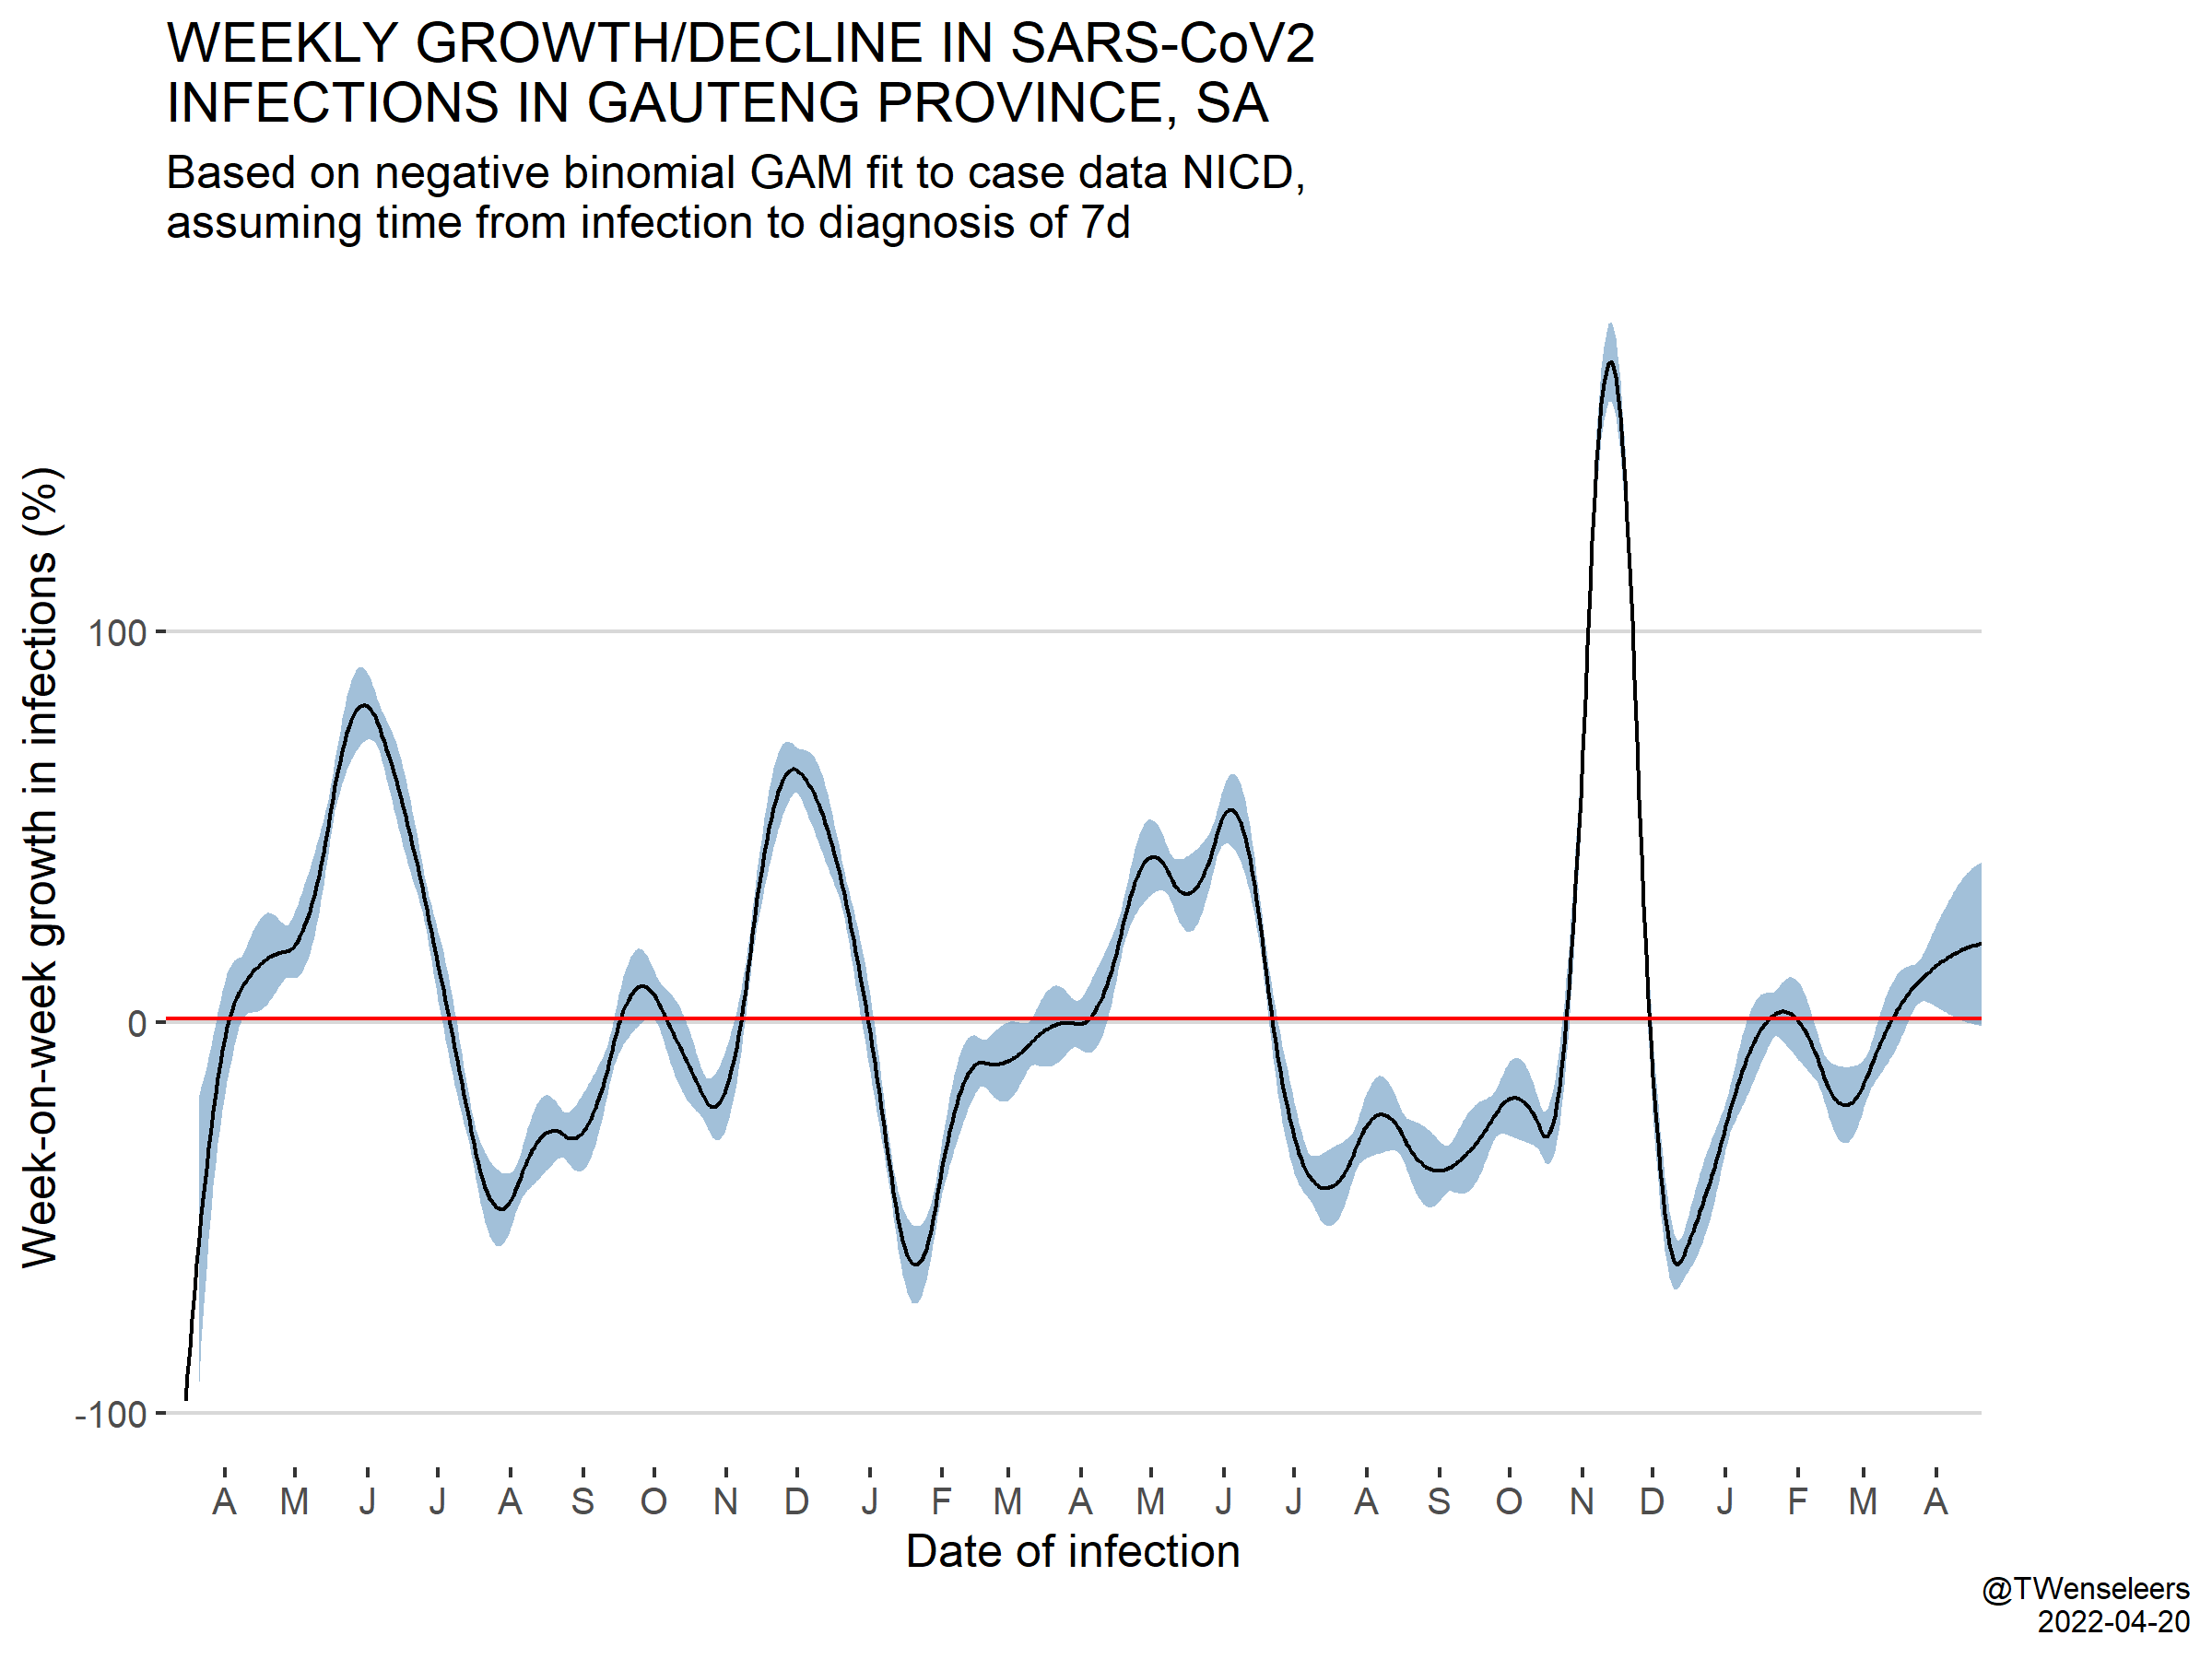 WEEKLY GROWTH/DECLINE IN SARS-CoV2
INFECTIONS IN GAUTENG PROVINCE, SA
Based on negative binomial GAM fit to case data NICD,
assuming time from infection to diagnosis of 7d
Week-on-week growth in infections (%)
100
0
-100
A M J J A S O N D J F M A M J J A S O N D J F M A
Date of infection
@TWenseleers
2022-04-20